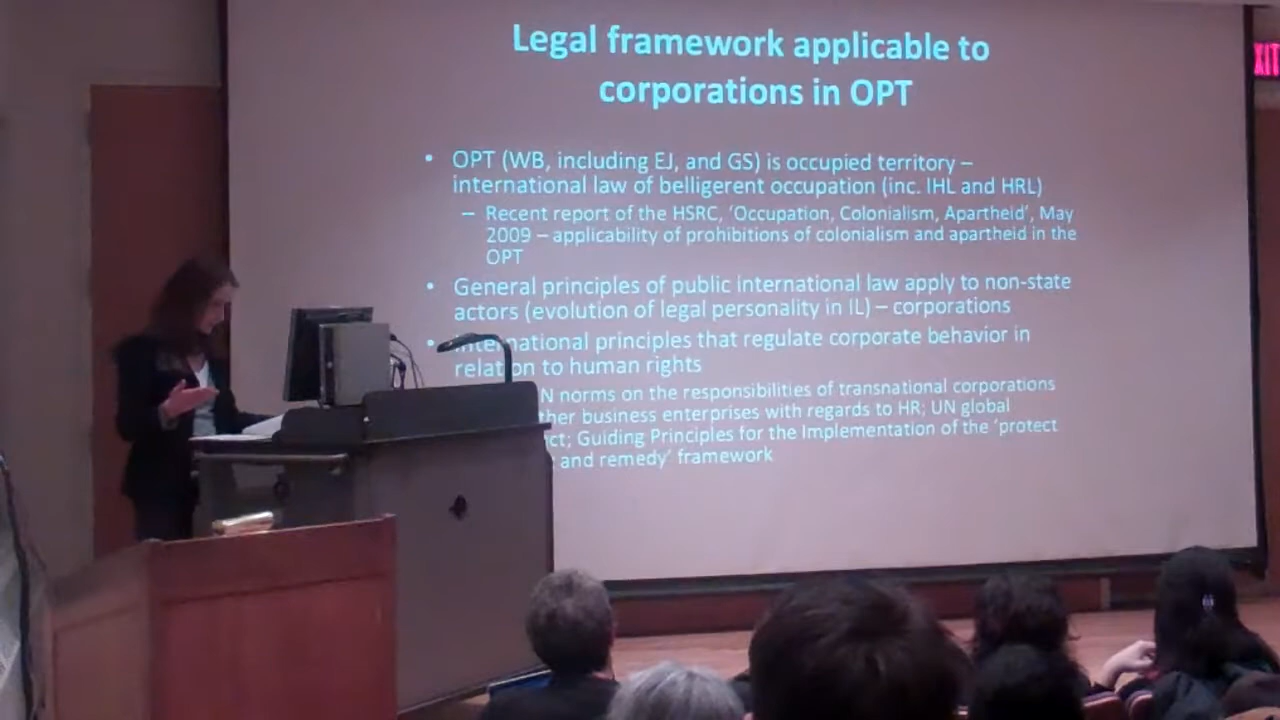 Legal framework applicable to
corporations in OPT
• OPT (WB, including EJ, and GS) is occupied territory –
international law of belligerent occupation (inc. IHL and HRL)
– Recent report of the HSRC, ‘Occupation, Colonialism, Apartheid’, May
2009 – applicability of prohibitions of colonialism and apartheid in the
OPT
• General principles of public international law apply to non-state
actors (evolution of legal personality in IL) – corporations
• International principles that regulate corporate behavior in
relation to human rights
N norms on the responsibilities of transnational corporations
ther business enterprises with regards to HR; UN global
ct; Guiding Principles for the Implementation of the ‘protect
and remedy’ framework
XIT